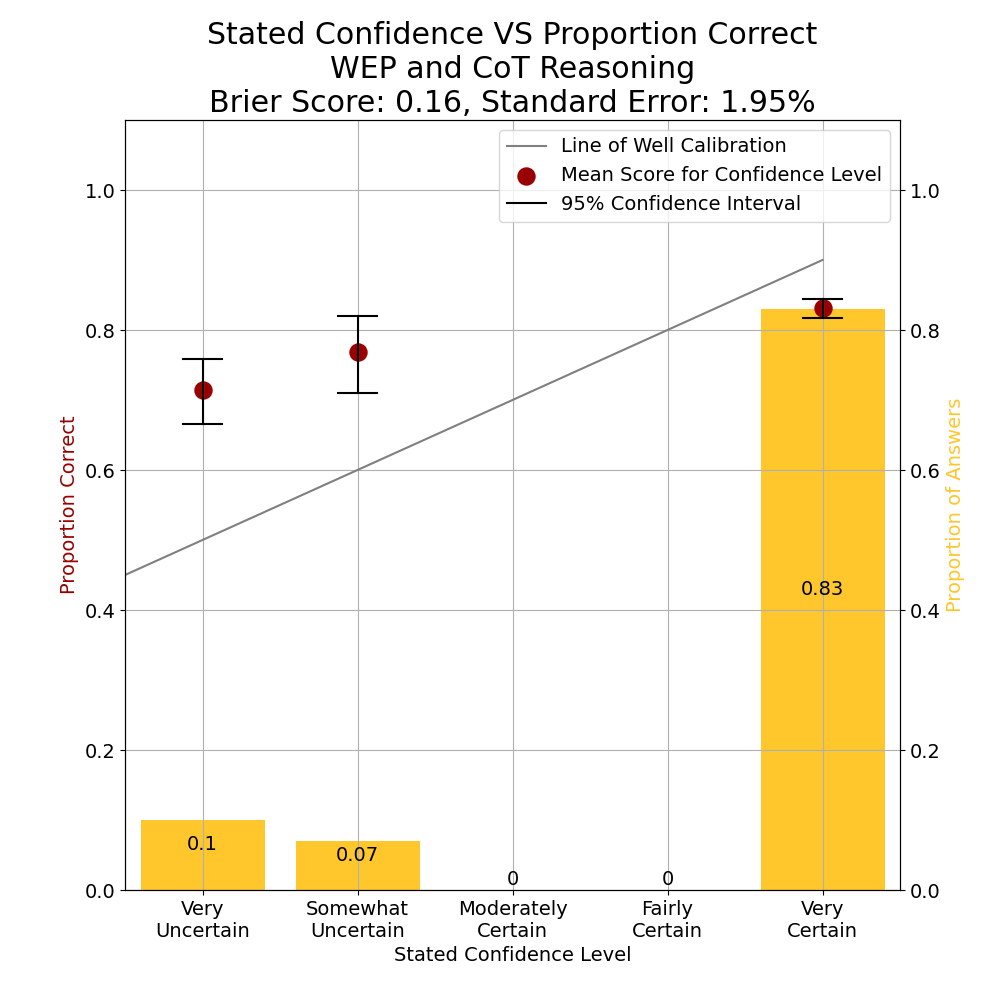 Stated Confidence VS Proportion Correct
WEP and CoT Reasoning
Brier Score: 0.16, Standard Error: 1.95%
Line of Well Calibration
Mean Score for Confidence Level
95% Confidence Interval
1.0
0.8
0.6
0.4
0.2
0.0
Proportion Correct
1.0
0.8
0.6
0.4
0.2
0.0
Proportion of Answers
0.1
0.07
0
0
0.83
Very
Uncertain
Somewhat
Uncertain
Moderately
Certain
Fairly
Certain
Very
Certain
Stated Confidence Level